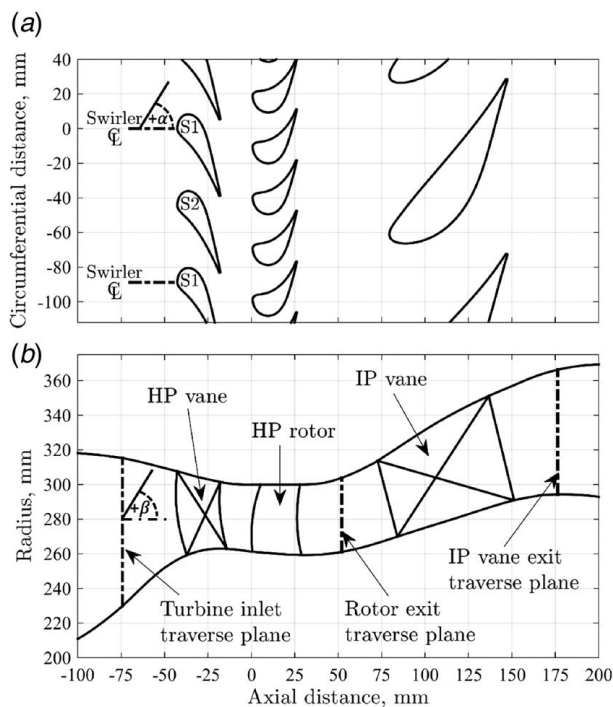 (a)
Circumferential distance, mm
40
20
0
-20
-40
-60
-80
-100
Swirler
℄
+α
S1
S2
Swirler
℄
S1
(b)
Radius, mm
360
340
320
300
280
260
240
220
200
HP vane
HP rotor
IP vane
+β
Turbine inlet
traverse plane
Rotor exit
traverse plane
IP vane exit
traverse plane
-100 -75 -50 -25 0 25 50 75 100 125 150 175 200
Axial distance, mm